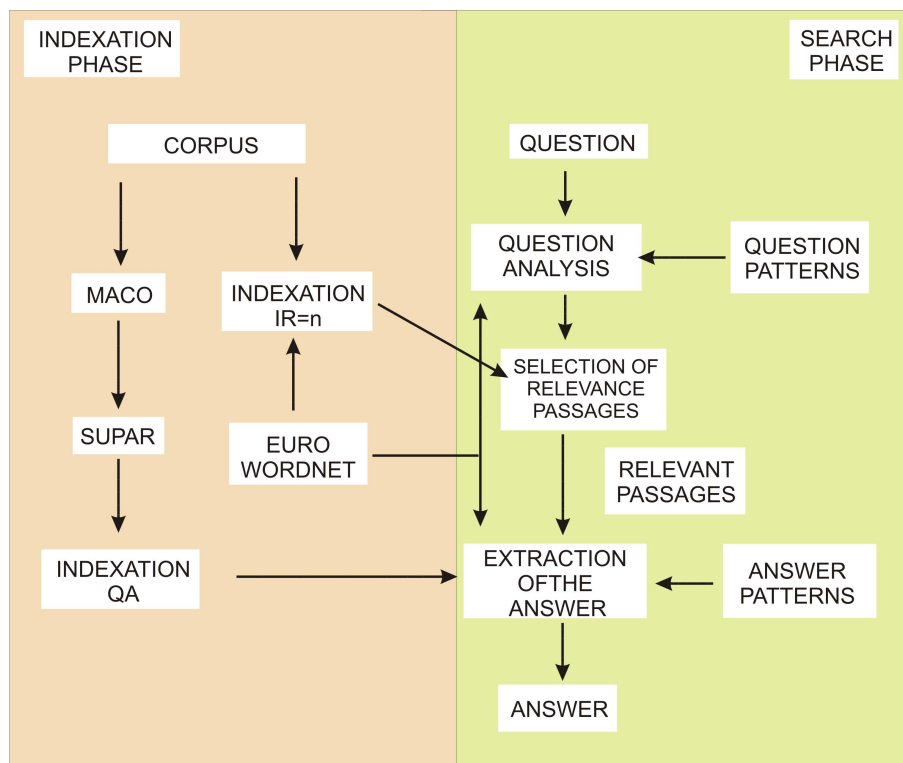 INDEXATION
PHASE
SEARCH
PHASE
CORPUS
QUESTION
QUESTION
ANALYSIS
QUESTION
PATTERNS
MACO
INDEXATION
IR=n
SELECTION OF
RELEVANCE
PASSAGES
SUPAR
EURO
WORDNET
RELEVANT
PASSAGES
INDEXATION
QA
EXTRACTION
OFTHE
ANSWER
ANSWER
PATTERNS
ANSWER